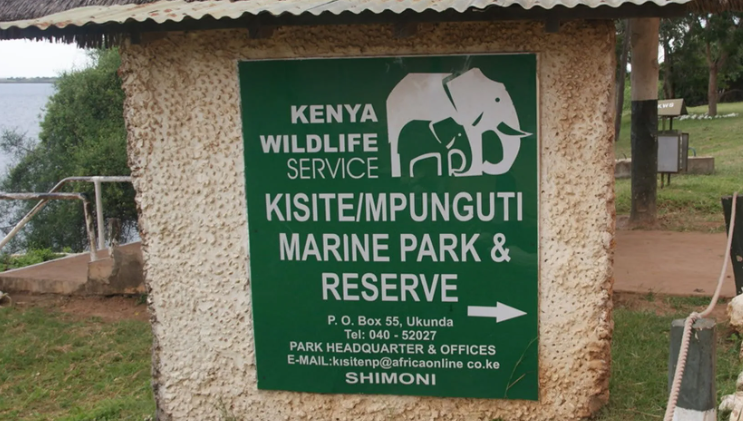 KENYA
WILDLIFE
SERVICE
KISITE/MPUNGUTI
MARINE PARK &
RESERVE
P. O. Box 55, Ukunda
Tel: 040 - 52027
PARK HEADQUARTER & OFFICES
E-MAIL:kisitenp@africaonline co.ke
SHIMONI
KWS